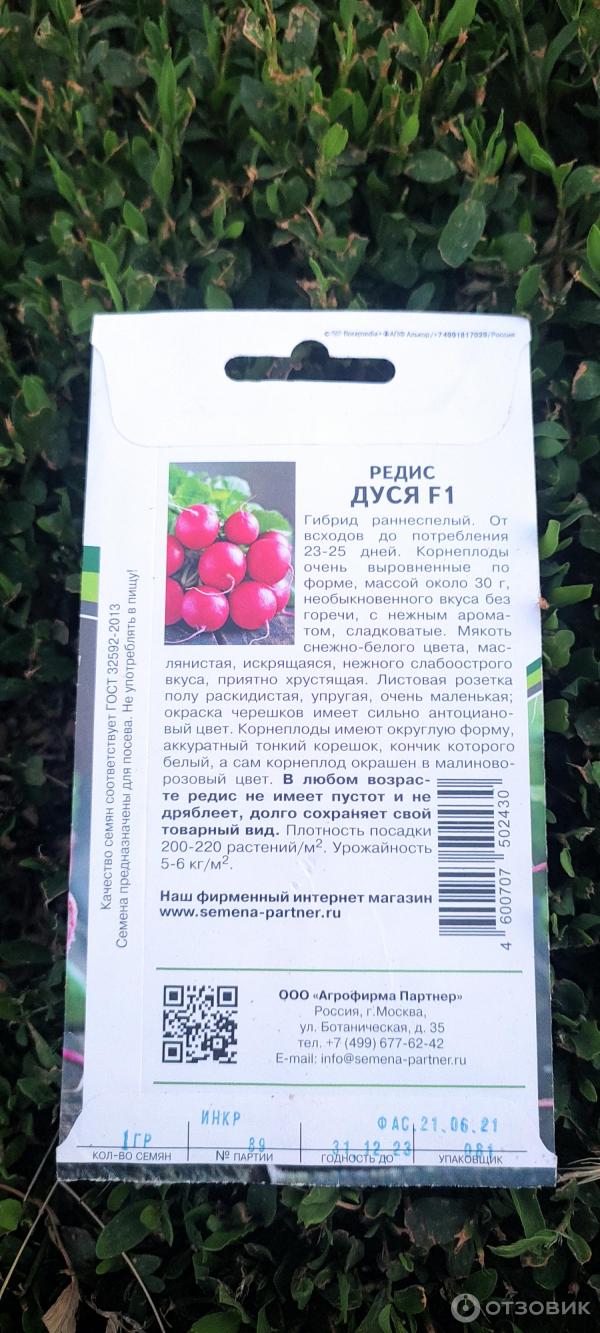 © floramedia • АПФ Алькор/+74991817029/Россия
РЕДИС
ДУСЯ F1
Гибрид раннеспелый. От
всходов до потребления
23-25 дней. Корнеплоды
очень выровненные по
форме, массой около 30 г,
необыкновенного вкуса без
горечи, с нежным арома-
том, сладковатые. Мякоть
снежно-белого цвета, мас-
лянистая, искрящаяся, нежного слабоострого
вкуса, приятно хрустящая. Листовая розетка
полу раскидистая, упругая, очень маленькая;
окраска черешков имеет сильно антоциано-
вый цвет. Корнеплоды имеют округлую форму,
аккуратный тонкий корешок, кончик которого
белый, а сам корнеплод окрашен в малиново-
розовый цвет. В любом возрас-
те редис не имеет пустот и не
дряблеет, долго сохраняет свой
товарный вид. Плотность посадки
200-220 растений/м². Урожайность
5-6 кг/м².
Наш фирменный интернет магазин
www.semena-partner.ru
4 600707 502430
Качество семян соответствует ГОСТ 32592-2013
Семена предназначены для посева. Не употреблять в пищу!
ООО «Агрофирма Партнер»
Россия, г.Москва,
ул. Ботаническая, д. 35
тел. +7 (499) 677-62-42
E-mail: info@semena-partner.ru
ИНКР ФАС 21.06.21
1ГР 89 31.12.23 081
КОЛ-ВО СЕМЯН № ПАРТИИ ГОДНОСТЬ ДО УПАКОВЩИК
ОТЗОВИК